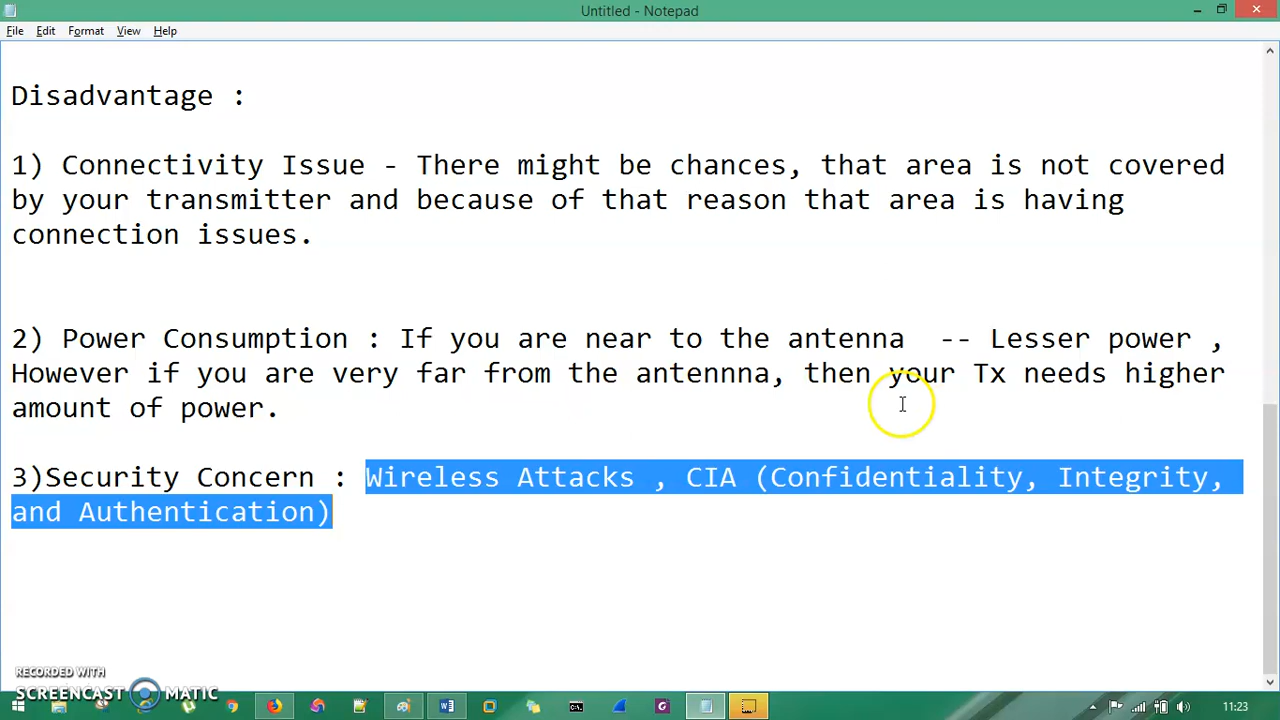 Untitled - Notepad
File Edit Format View Help
Disadvantage :
1) Connectivity Issue - There might be chances, that area is not covered
by your transmitter and because of that reason that area is having
connection issues.
2) Power Consumption : If you are near to the antenna -- Lesser power ,
However if you are very far from the antennna, then your Tx needs higher
amount of power.
3)Security Concern : Wireless Attacks , CIA (Confidentiality, Integrity,
and Authentication)
RECORDED WITH
SCREENCAST MATIC
11:23